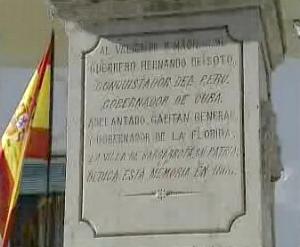 AL VALIENTE Y MAGNANIMO
GUERRERO HERNANDO DE SOTO,
CONQUISTADOR DEL PERU,
GOBERNADOR DE CUBA,
ADELANTADO, CAPITAN GENERAL,
Y GOBERNADOR DE LA FLORIDA,
LA VILLA DE BARCARROTA SU PATRIA,
DEDICA ESTA MEMORIA EN